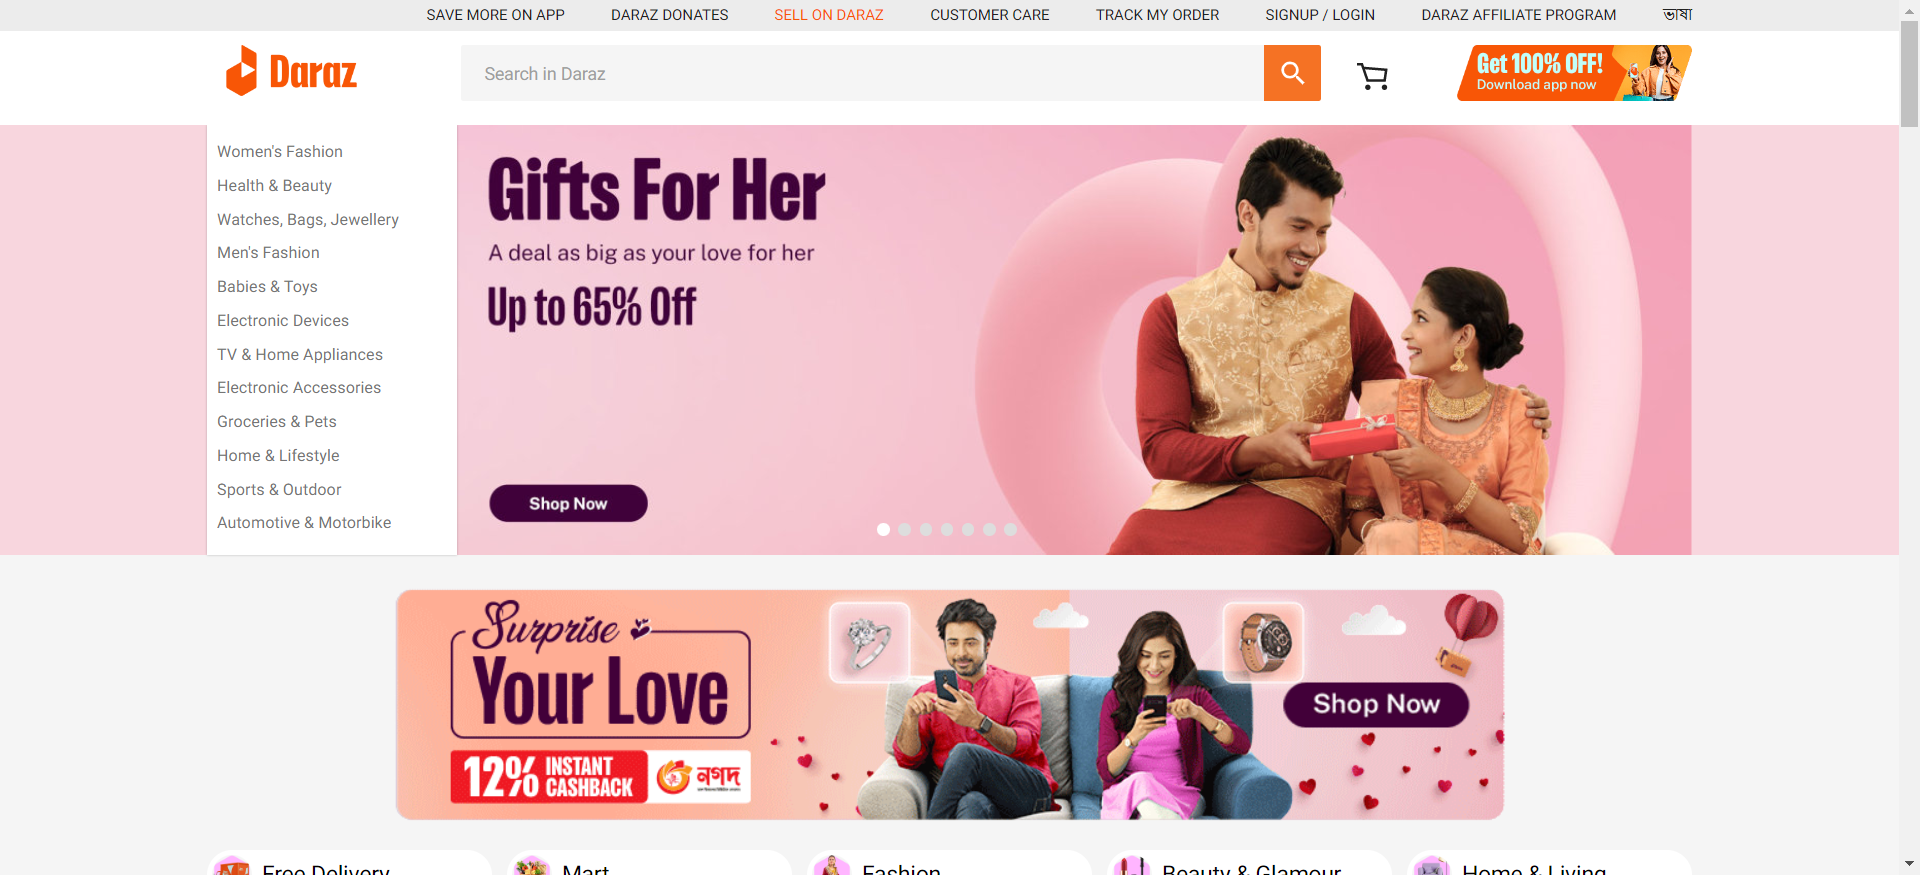 SAVE MORE ON APP
DARAZ DONATES
SELL ON DARAZ
CUSTOMER CARE
TRACK MY ORDER
SIGNUP / LOGIN
DARAZ AFFILIATE PROGRAM
ভাষা
Daraz
Search in Daraz
Get 100% OFF!
Download app now
Women's Fashion
Health & Beauty
Watches, Bags, Jewellery
Men's Fashion
Babies & Toys
Electronic Devices
TV & Home Appliances
Electronic Accessories
Groceries & Pets
Home & Lifestyle
Sports & Outdoor
Automotive & Motorbike
Gifts For Her
A deal as big as your love for her
Up to 65% Off
Shop Now
Surprise
Your Love
12% INSTANT CASHBACK
নগদ
Shop Now
Free Delivery
Mart
Fashion
Beauty & Glamour
Home & Living